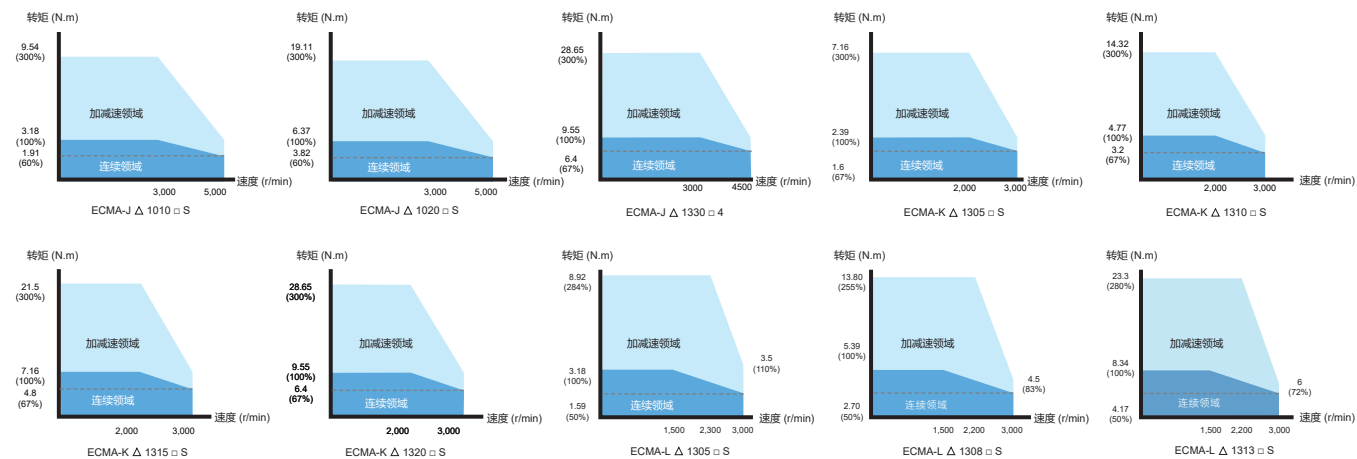 转矩 (N.m)
9.54
(300%)
加减速领域
3.18
(100%)
1.91
(60%)
连续领域
3,000
5,000
速度 (r/min)
ECMA-J △ 1010 □ S
转矩 (N.m)
19.11
(300%)
加减速领域
6.37
(100%)
3.82
(60%)
连续领域
3,000
5,000
速度 (r/min)
ECMA-J △ 1020 □ S
转矩 (N.m)
28.65
(300%)
加减速领域
9.55
(100%)
6.4
(67%)
连续领域
3000
4500
速度 (r/min)
ECMA-J △ 1330 □ 4
转矩 (N.m)
7.16
(300%)
加减速领域
2.39
(100%)
1.6
(67%)
连续领域
2,000
3,000
速度 (r/min)
ECMA-K △ 1305 □ S
转矩 (N.m)
14.32
(300%)
加减速领域
4.77
(100%)
3.2
(67%)
连续领域
2,000
3,000
速度 (r/min)
ECMA-K △ 1310 □ S
转矩 (N.m)
21.5
(300%)
加减速领域
7.16
(100%)
4.8
(67%)
连续领域
2,000
3,000
速度 (r/min)
ECMA-K △ 1315 □ S
转矩 (N.m)
28.65
(300%)
加减速领域
9.55
(100%)
6.4
(67%)
连续领域
2,000
3,000
速度 (r/min)
ECMA-K △ 1320 □ S
转矩 (N.m)
8.92
(284%)
加减速领域
3.5
(110%)
3.18
(100%)
1.59
(50%)
连续领域
1,500
2,300
3,000
速度 (r/min)
ECMA-L △ 1305 □ S
转矩 (N.m)
13.80
(255%)
加减速领域
5.39
(100%)
4.5
(83%)
2.70
(50%)
连续领域
1,500
2,200
3,000
速度 (r/min)
ECMA-L △ 1308 □ S
转矩 (N.m)
23.3
(280%)
加减速领域
8.34
(100%)
6
(72%)
4.17
(50%)
连续领域
1,500
2,200
3,000
速度 (r/min)
ECMA-L △ 1313 □ S